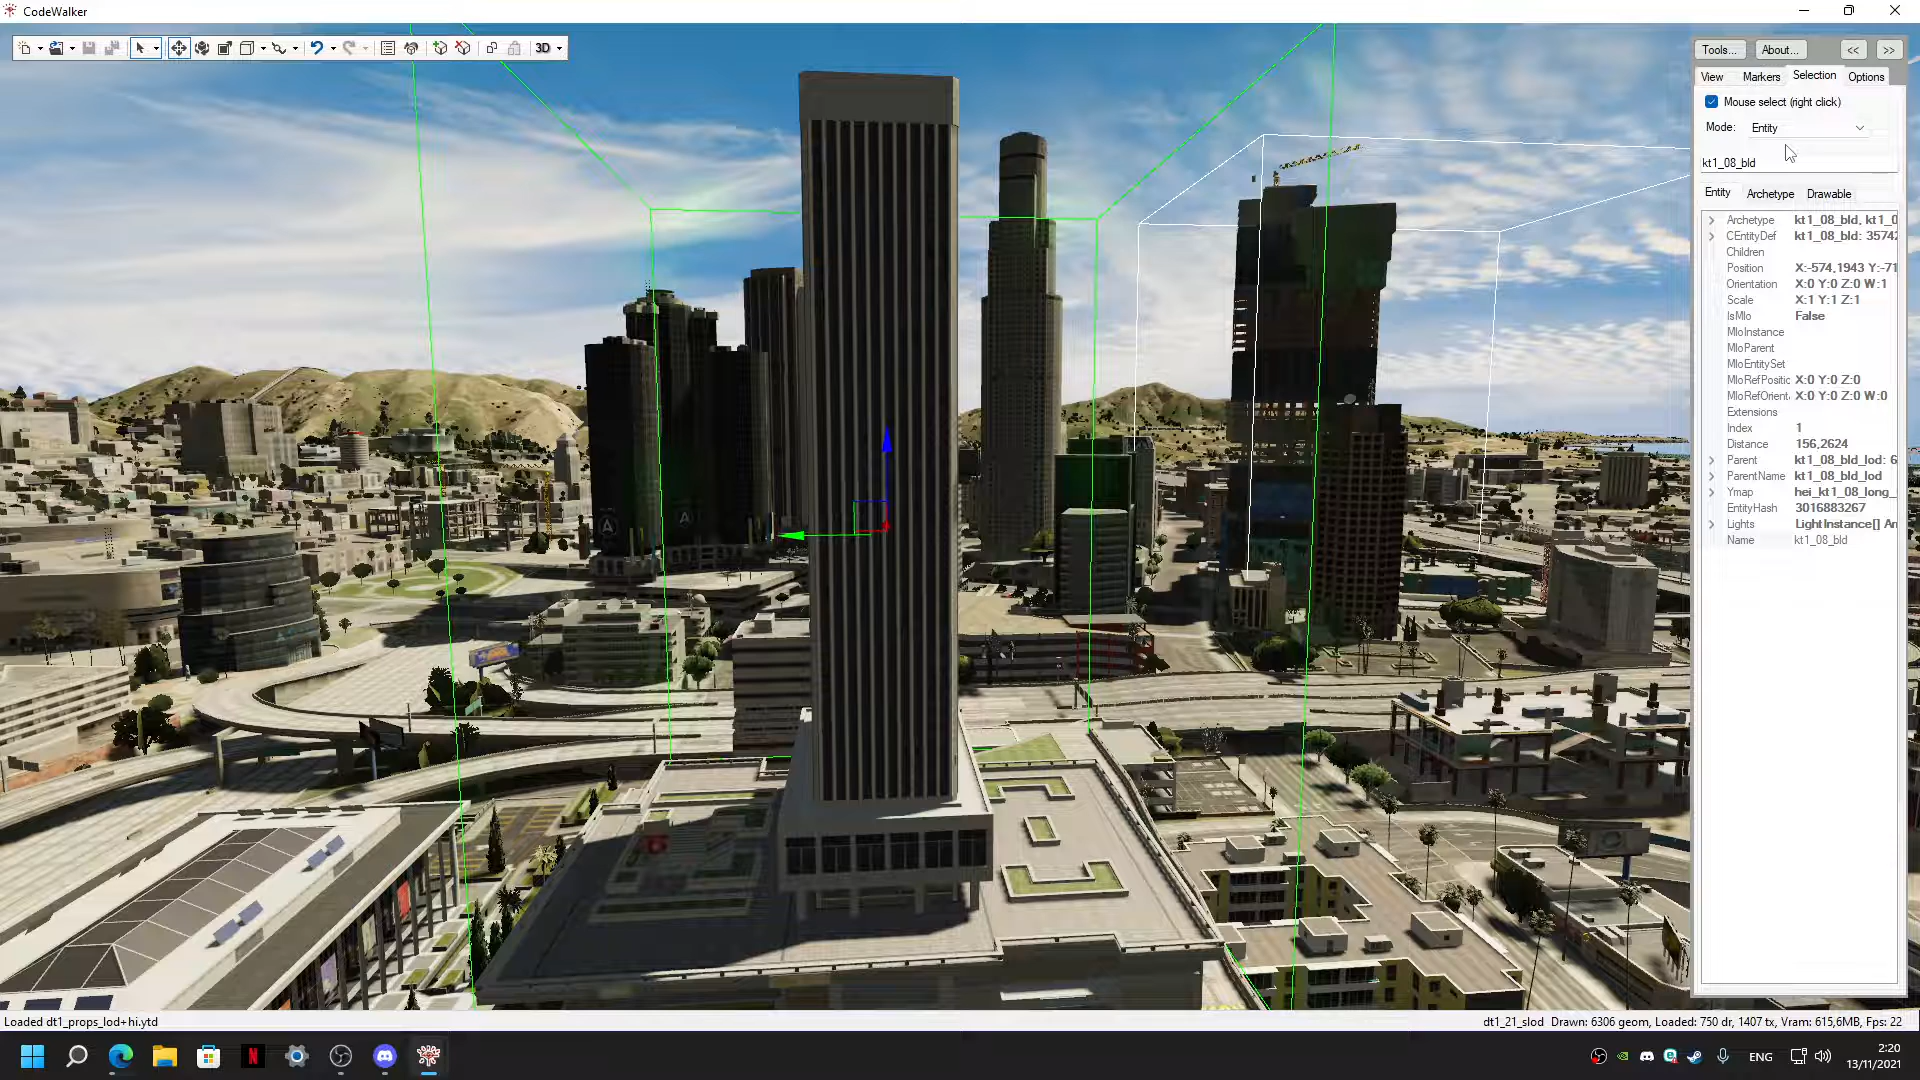 CodeWalker
3D
Tools...
About...
<<
>>
View
Markers
Selection
Options
Mouse select (right click)
Mode:
Entity
kt1_08_bld
Entity
Archetype
Drawable
Archetype kt1_08_bld, kt1_0
CEntityDef kt1_08_bld: 35742
Children
Position X:-574,1943 Y:-71
Orientation X:0 Y:0 Z:0 W:1
Scale X:1 Y:1 Z:1
IsMlo False
MloInstance
MloParent
MloEntitySet
MloRefPositic X:0 Y:0 Z:0
MloRefOrient. X:0 Y:0 Z:0 W:0
Extensions
Index 1
Distance 156,2624
Parent kt1_08_bld_lod: 6
ParentName kt1_08_bld_lod
Ymap hei_kt1_08_long_
EntityHash 3016883267
Lights LightInstance[] An
Name kt1_08_bld
Loaded dt1_props_lod+hi.ytd
dt1_21_slod Drawn: 6306 geom, Loaded: 750 dr, 1407 tx, Vram: 615,6MB, Fps: 22
N
ENG
2:20
13/11/2021